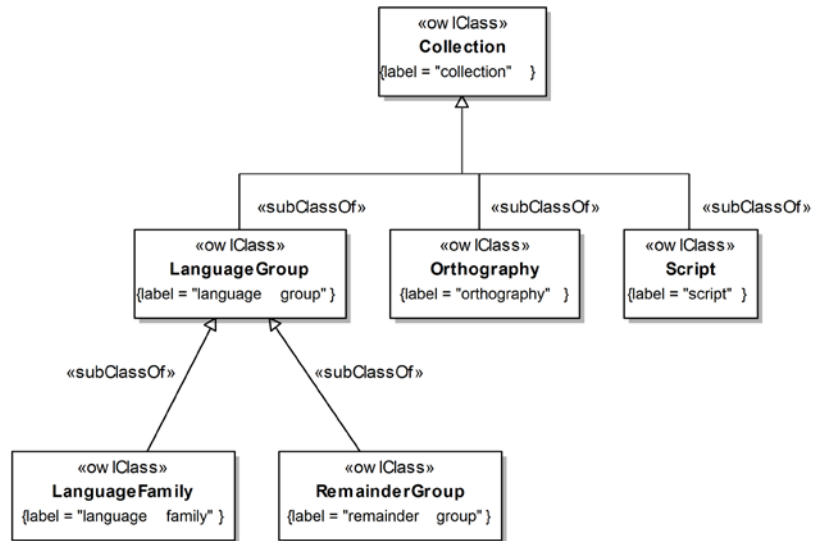 «owlClass»
Collection
{label = "collection" }
«subClassOf»
«subClassOf»
«subClassOf»
«owlClass»
LanguageGroup
{label = "language group" }
«owlClass»
Orthography
{label = "orthography" }
«owlClass»
Script
{label = "script" }
«subClassOf»
«subClassOf»
«owlClass»
LanguageFamily
{label = "language family" }
«owlClass»
RemainderGroup
{label = "remainder group" }